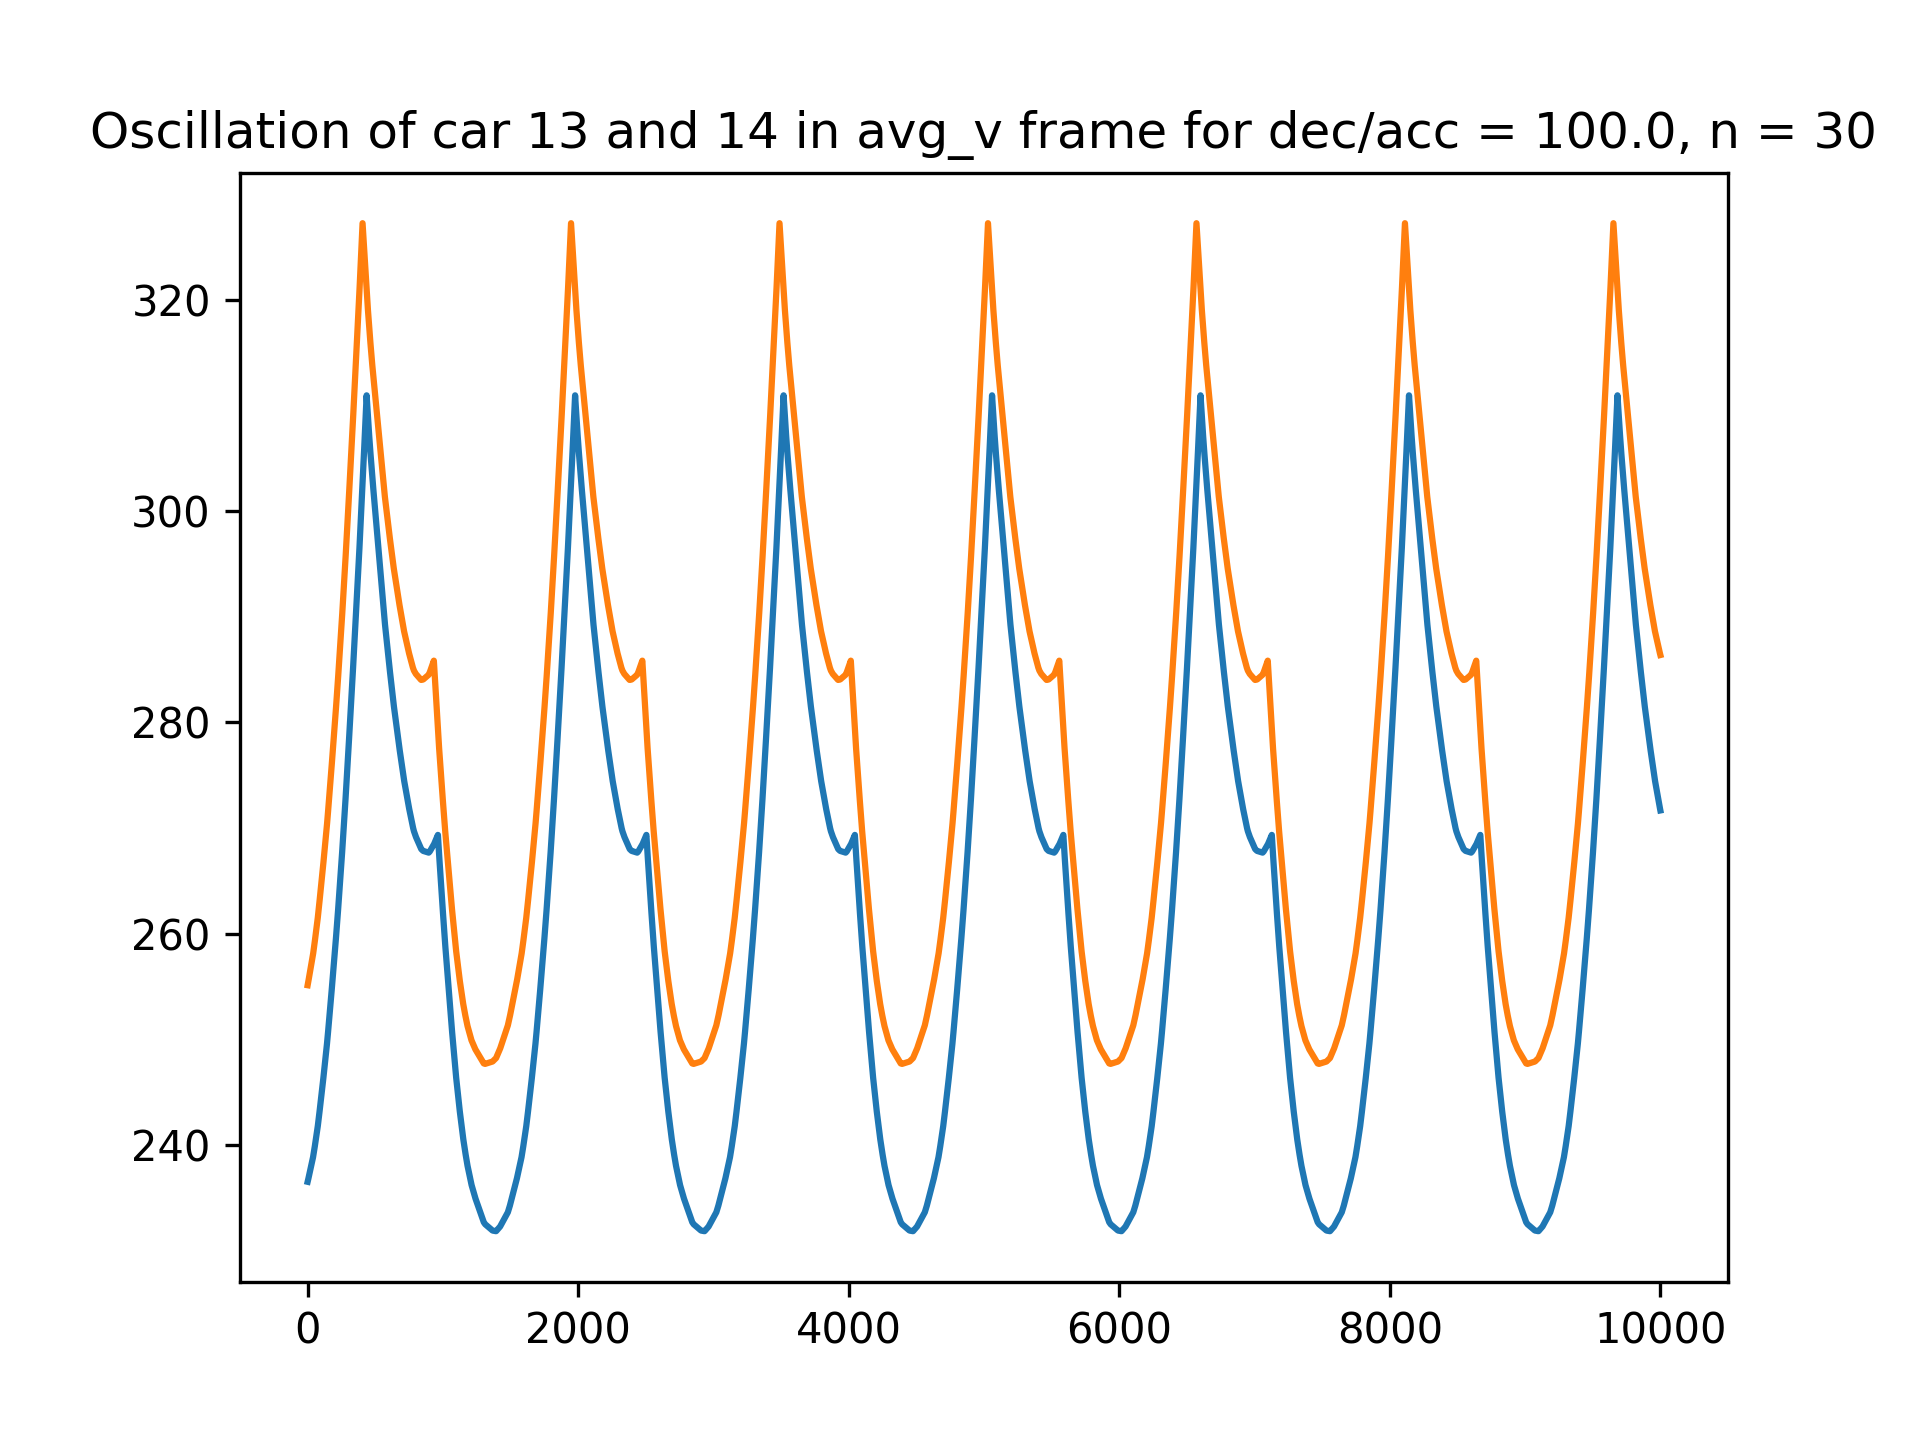 Oscillation of car 13 and 14 in avg_v frame for dec/acc = 100.0, n = 30
320
300
280
260
240
0 2000 4000 6000 8000 10000